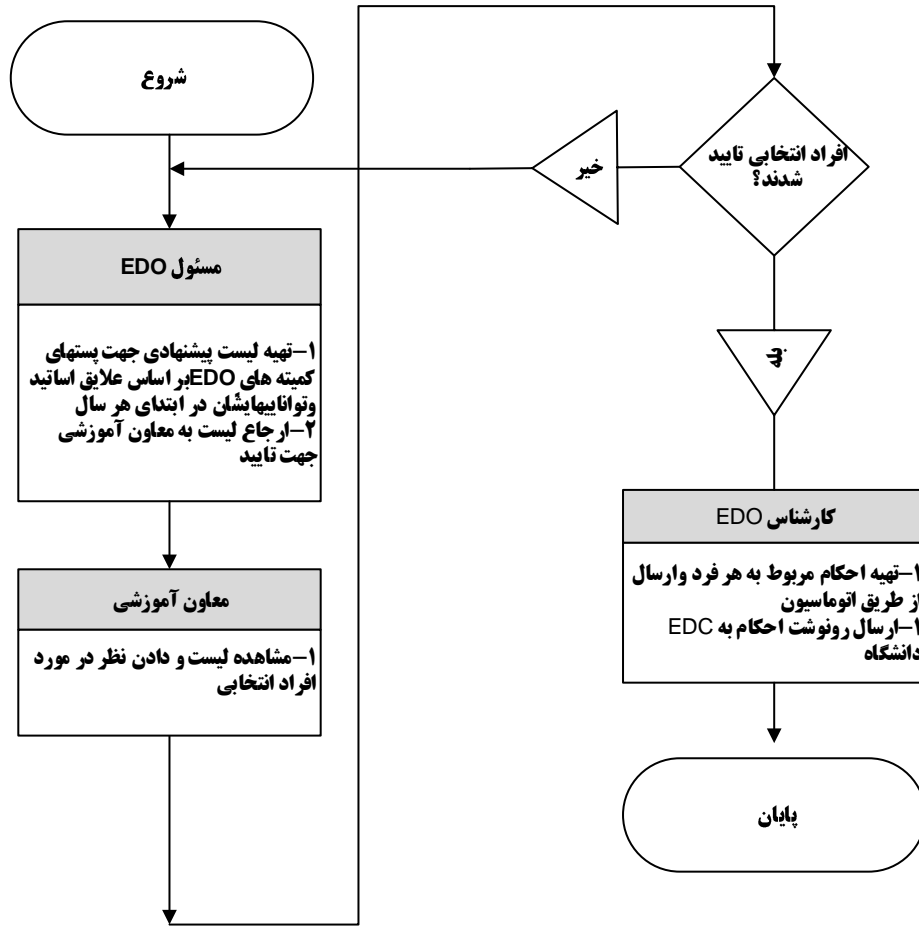 شروع
مسئول EDO
۱-تهیه لیست پیشنهادی جهت پستهای
کمیته های EDOبر اساس علایق اساتید
وتواناییهایشان در ابتدای هر سال
۲-ارجاع لیست به معاون آموزشی
جهت تایید
معاون آموزشی
۱-مشاهده لیست و دادن نظر در مورد
افراد انتخابی
افراد انتخابی تایید
شدند؟
خیر
بله
کارشناس EDO
۱-تهیه احکام مربوط به هر فرد وارسال
از طریق اتوماسیون
۲-ارسال رونوشت احکام به EDC
دانشگاه
پایان